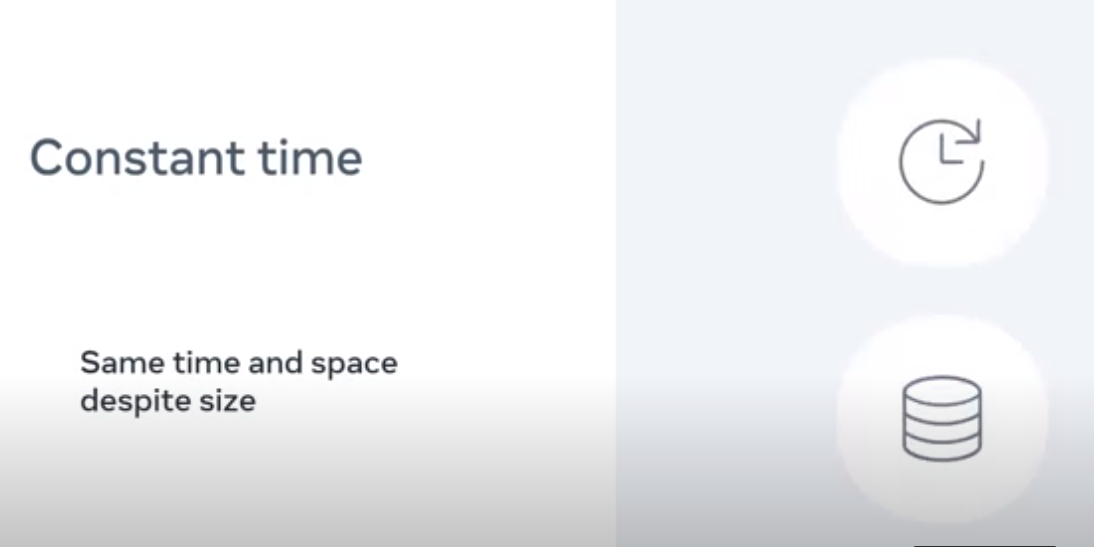 Constant time
Same time and space
despite size